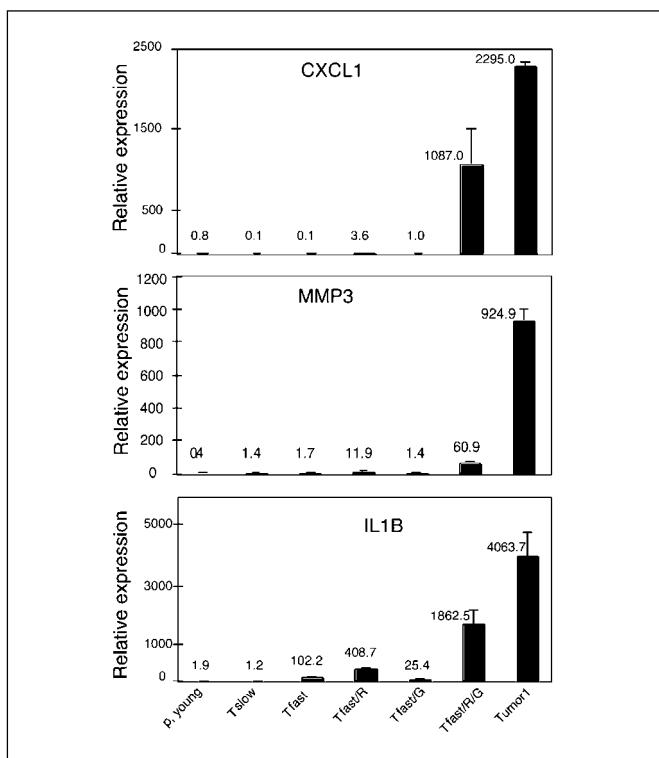 CXCL1
Relative expression
2500
1500
500
0
0.8
0.1
0.1
3.6
1.0
1087.0
2295.0
MMP3
Relative expression
1200
1000
800
600
400
200
0
04
1.4
1.7
11.9
1.4
60.9
924.9
IL1B
Relative expression
5000
3000
1000
0
1.9
1.2
102.2
408.7
25.4
1862.5
4063.7
p. young
Tslow
Tfast
Tfast/R
Tfast/G
Tfast/R/G
Tumor1